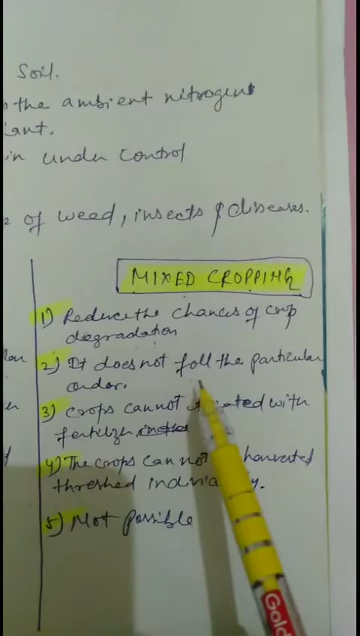 Soil.
the ambient nitrogen
in under control
of weed, insects & diseases.
MIXED CROPPING
1) Reduce the chances of crop
degradation
2) It does not foll the particular
order.
3) Crops cannot with
fertilizer
4) The crops can not harvested
threshed
5) Not possible
Gold